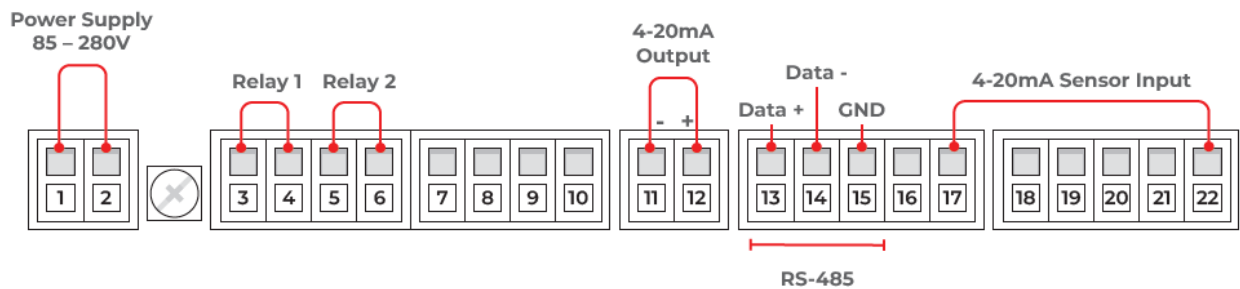 Power Supply
85 – 280V
Relay 1
Relay 2
4-20mA
Output
- +
Data +
Data -
GND
4-20mA Sensor Input
1 2 3 4 5 6 7 8 9 10 11 12 13 14 15 16 17 18 19 20 21 22
RS-485